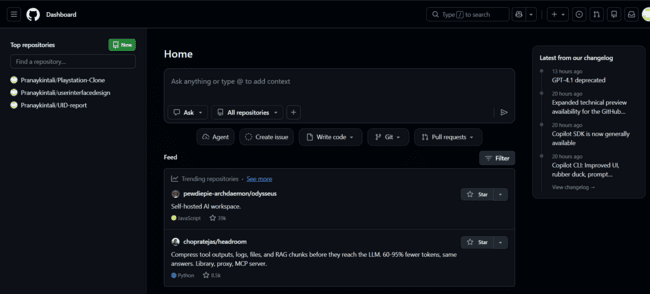 Dashboard
Type / to search
Top repositories
New
Find a repository...
Pranaykintali/Playstation-Clone
Pranaykintali/userinterfacedesign
Pranaykintali/UID-report
Home
Ask anything or type @ to add context
Ask
All repositories
Agent
Create issue
Write code
Git
Pull requests
Feed
Filter
Trending repositories · See more
pewdiepie-archdaemon/odysseus
Star
Self-hosted AI workspace.
JavaScript
chopratejas/headroom
Star
Compress tool outputs, logs, files, and RAG chunks before they reach the LLM. 60-95% fewer tokens, same
answers. Library, proxy, MCP server.
Python
Latest from our changelog
13 hours ago
GPT-4.1 deprecated
20 hours ago
Expanded technical preview
availability for the GitHub...
20 hours ago
Copilot SDK is now generally
available
20 hours ago
Copilot CLI: Improved UI,
rubber duck, prompt...
View changelog →